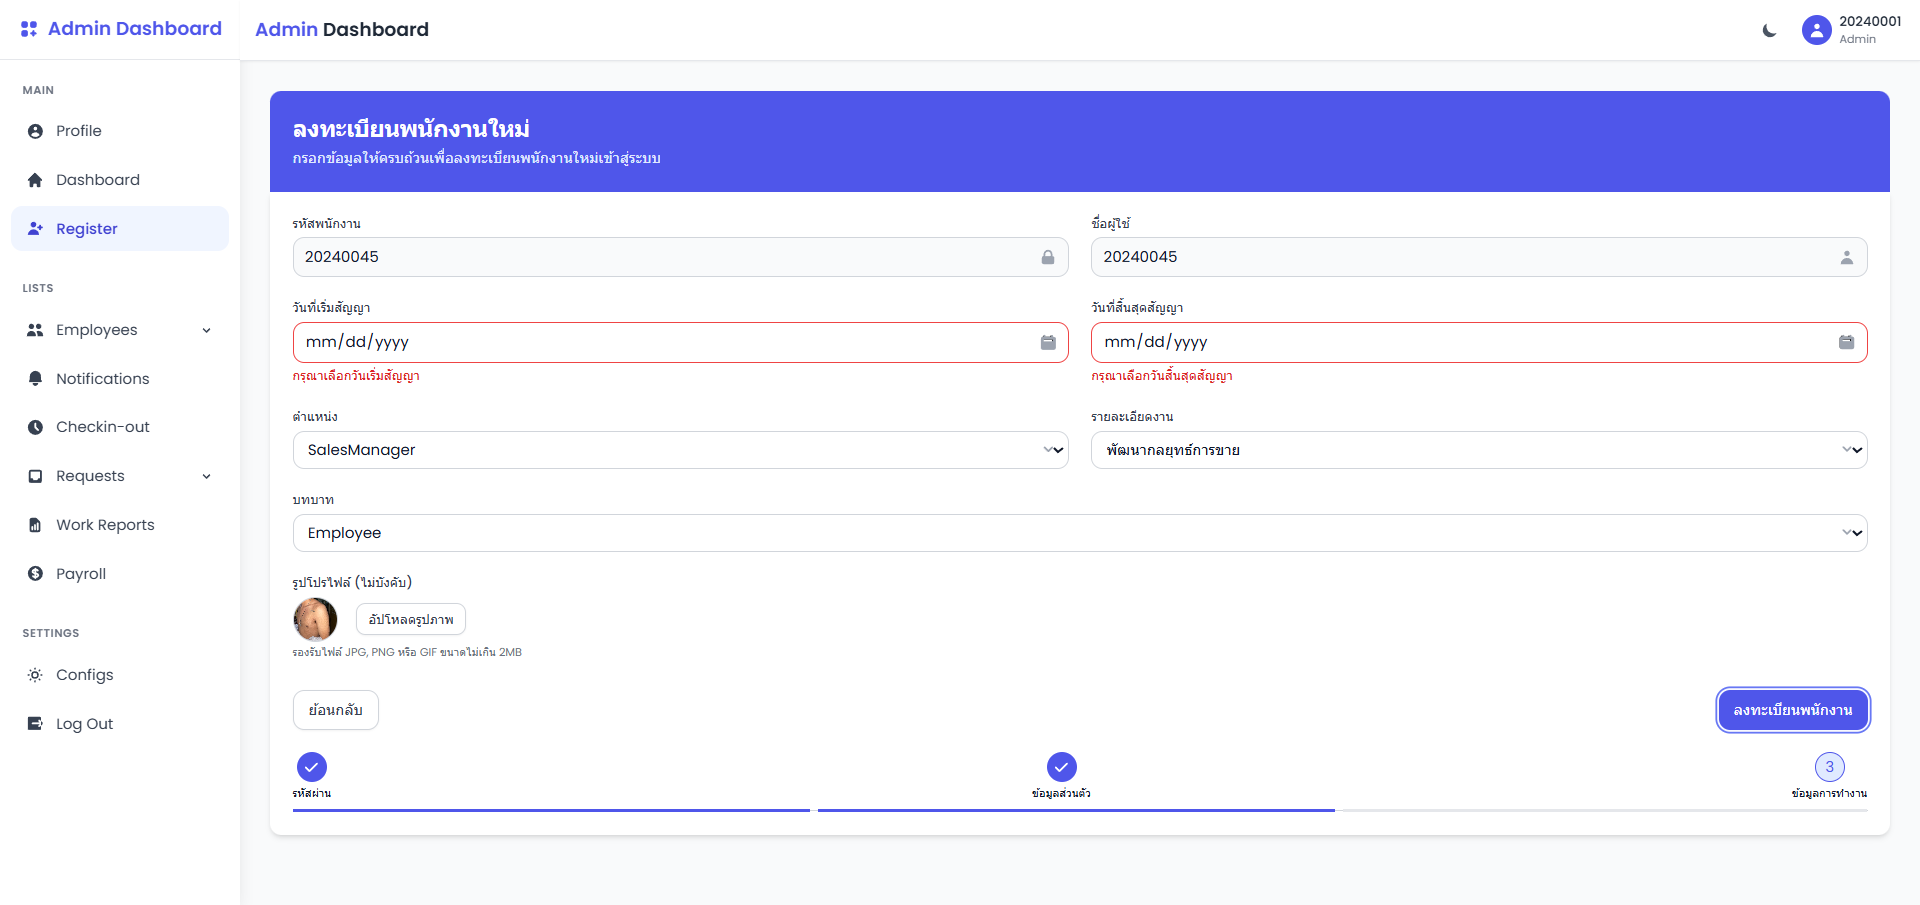 Admin Dashboard
Admin Dashboard
20240001
Admin
MAIN
Profile
Dashboard
Register
LISTS
Employees
Notifications
Checkin-out
Requests
Work Reports
Payroll
SETTINGS
Configs
Log Out
ลงทะเบียนพนักงานใหม่
กรอกข้อมูลให้ครบถ้วนเพื่อลงทะเบียนพนักงานใหม่เข้าสู่ระบบ
รหัสพนักงาน
20240045
ชื่อผู้ใช้
20240045
วันที่เริ่มสัญญา
mm/dd/yyyy
กรุณาเลือกวันเริ่มสัญญา
วันที่สิ้นสุดสัญญา
mm/dd/yyyy
กรุณาเลือกวันสิ้นสุดสัญญา
ตำแหน่ง
SalesManager
รายละเอียดงาน
พัฒนากลยุทธ์การขาย
บทบาท
Employee
รูปโปรไฟล์ (ไม่บังคับ)
อัปโหลดรูปภาพ
รองรับไฟล์ JPG, PNG หรือ GIF ขนาดไม่เกิน 2MB
ย้อนกลับ
ลงทะเบียนพนักงาน
รหัสผ่าน
ข้อมูลส่วนตัว
3
ข้อมูลการทำงาน